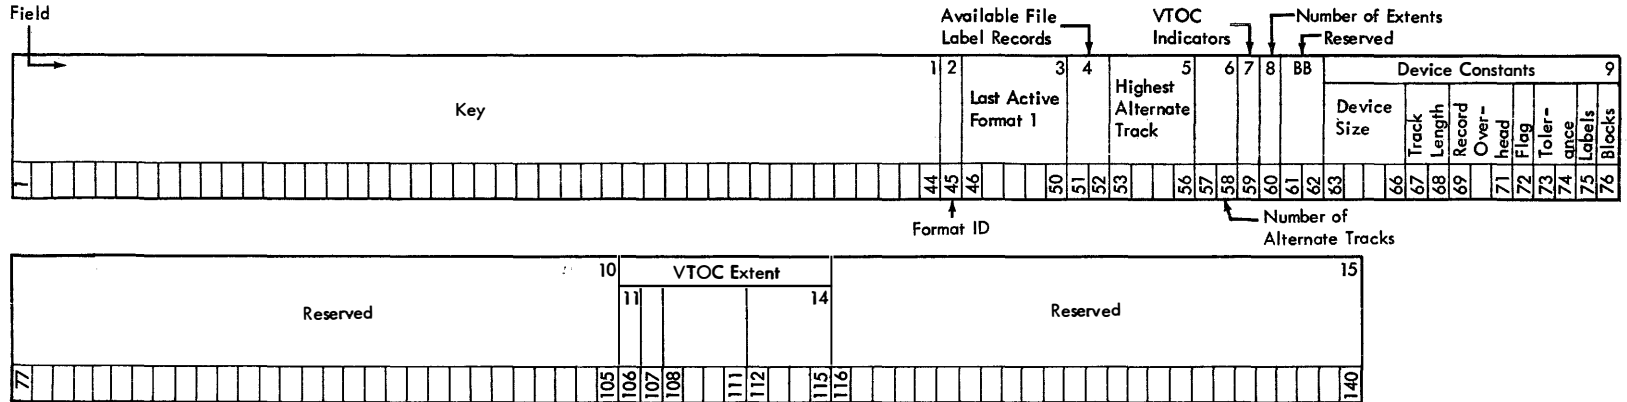 Field
Available File
Label Records
VTOC
Indicators
Number of Extents
Reserved
1 2 3 4 5 6 7 8 BB Device Constants 9
Key
Last Active
Format 1
Highest
Alternate
Track
Device
Size
Track
Length
Record
Over-
head
Flag
Toler-
ance
Labels
Blocks
1 44 45 46 50 51 52 53 56 57 58 59 60 61 62 63 66 67 68 69 71 72 73 74 75 76
Format ID
Number of
Alternate Tracks
10 VTOC Extent 15
11 14
Reserved
Reserved
77 105 106 107 108 111 112 115 116 140